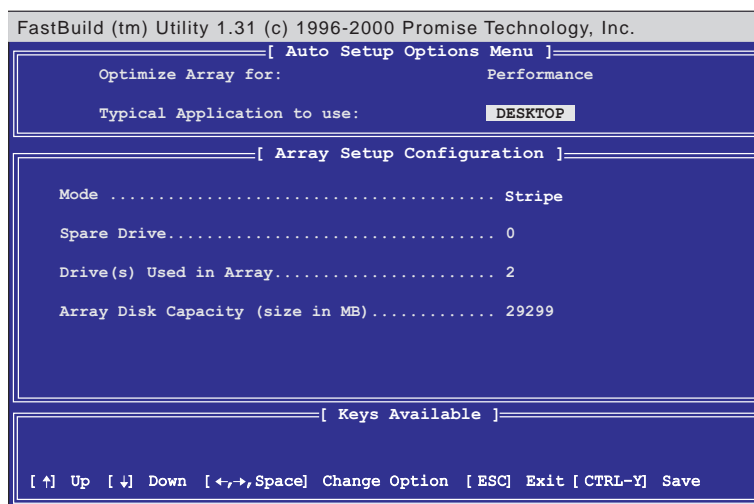 FastBuild (tm) Utility 1.31 (c) 1996-2000 Promise Technology, Inc.
[ Auto Setup Options Menu ]
Optimize Array for: Performance
Typical Application to use: DESKTOP
[ Array Setup Configuration ]
Mode ........................................ Stripe
Spare Drive.................................. 0
Drive(s) Used in Array....................... 2
Array Disk Capacity (size in MB)............. 29299
[ Keys Available ]
[↑] Up [↓] Down [←,→,Space] Change Option [ESC] Exit [CTRL-Y] Save